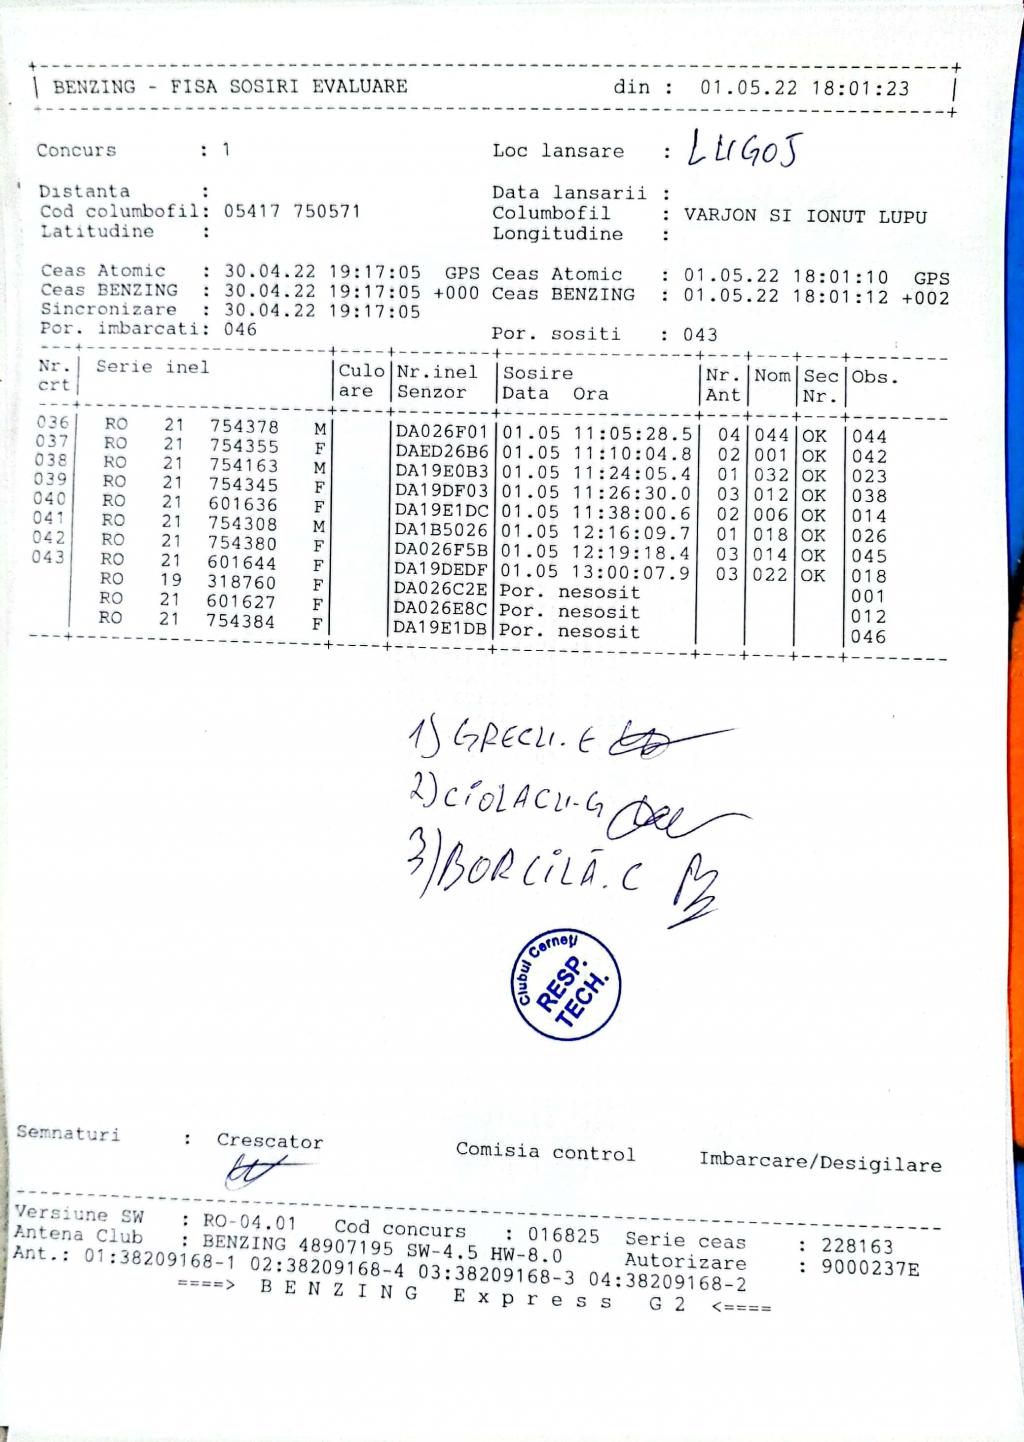 BENZING - FISA SOSIRI EVALUARE din : 01.05.22 18:01:23
Concurs : 1 Loc lansare : LUGOJ
Distanta : Data lansarii :
Cod columbofil: 05417 750571 Columbofil : VARJON SI IONUT LUPU
Latitudine : Longitudine :
Ceas Atomic : 30.04.22 19:17:05 GPS Ceas Atomic : 01.05.22 18:01:10 GPS
Ceas BENZING : 30.04.22 19:17:05 +000 Ceas BENZING : 01.05.22 18:01:12 +002
Sincronizare : 30.04.22 19:17:05
Por. imbarcati: 046 Por. sositi : 043
Nr. Serie inel Culo Nr.inel Sosire Nr. Nom Sec Obs.
crt are Senzor Data Ora Ant Nr.
036 RO 21 754378 M DA026F01 01.05 11:05:28.5 04 044 OK 044
037 RO 21 754355 F DAED26B6 01.05 11:10:04.8 02 001 OK 042
038 RO 21 754163 M DA19E0B3 01.05 11:24:05.4 01 032 OK 023
039 RO 21 754345 F DA19DF03 01.05 11:26:30.0 03 012 OK 038
040 RO 21 601636 F DA19E1DC 01.05 11:38:00.6 02 006 OK 014
041 RO 21 754308 M DA1B5026 01.05 12:16:09.7 01 018 OK 026
042 RO 21 754380 F DA026F5B 01.05 12:19:18.4 03 014 OK 045
043 RO 21 601644 F DA19DEDF 01.05 13:00:07.9 03 022 OK 018
RO 19 318760 F DA026C2E Por. nesosit 001
RO 21 601627 F DA026E8C Por. nesosit 012
RO 21 754384 F DA19E1DB Por. nesosit 046
1) GRECU. E
2) CIOLACU-G
3) BORCILĂ. C
Clubul Cerneți
RESP.
TECH.
Semnaturi : Crescator Comisia control Imbarcare/Desigilare
Versiune SW : RO-04.01 Cod concurs : 016825 Serie ceas : 228163
Antena Club : BENZING 48907195 SW-4.5 HW-8.0 Autorizare : 9000237E
Ant.: 01:38209168-1 02:38209168-4 03:38209168-3 04:38209168-2
====> B E N Z I N G E x p r e s s G 2 <====